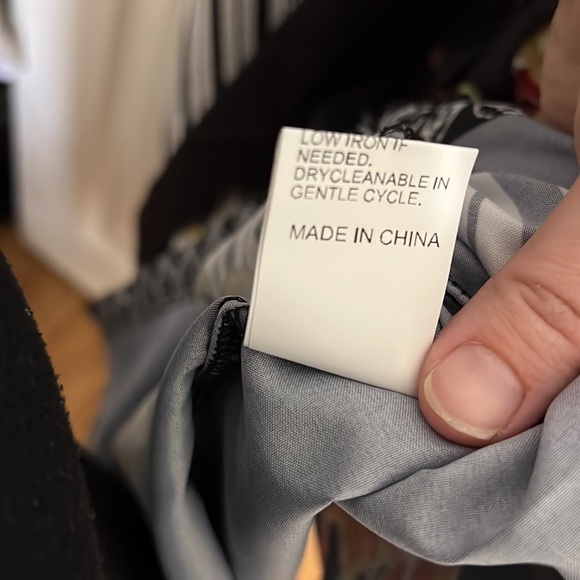 LOW IRON IF
NEEDED.
DRYCLEANABLE IN
GENTLE CYCLE.
MADE IN CHINA